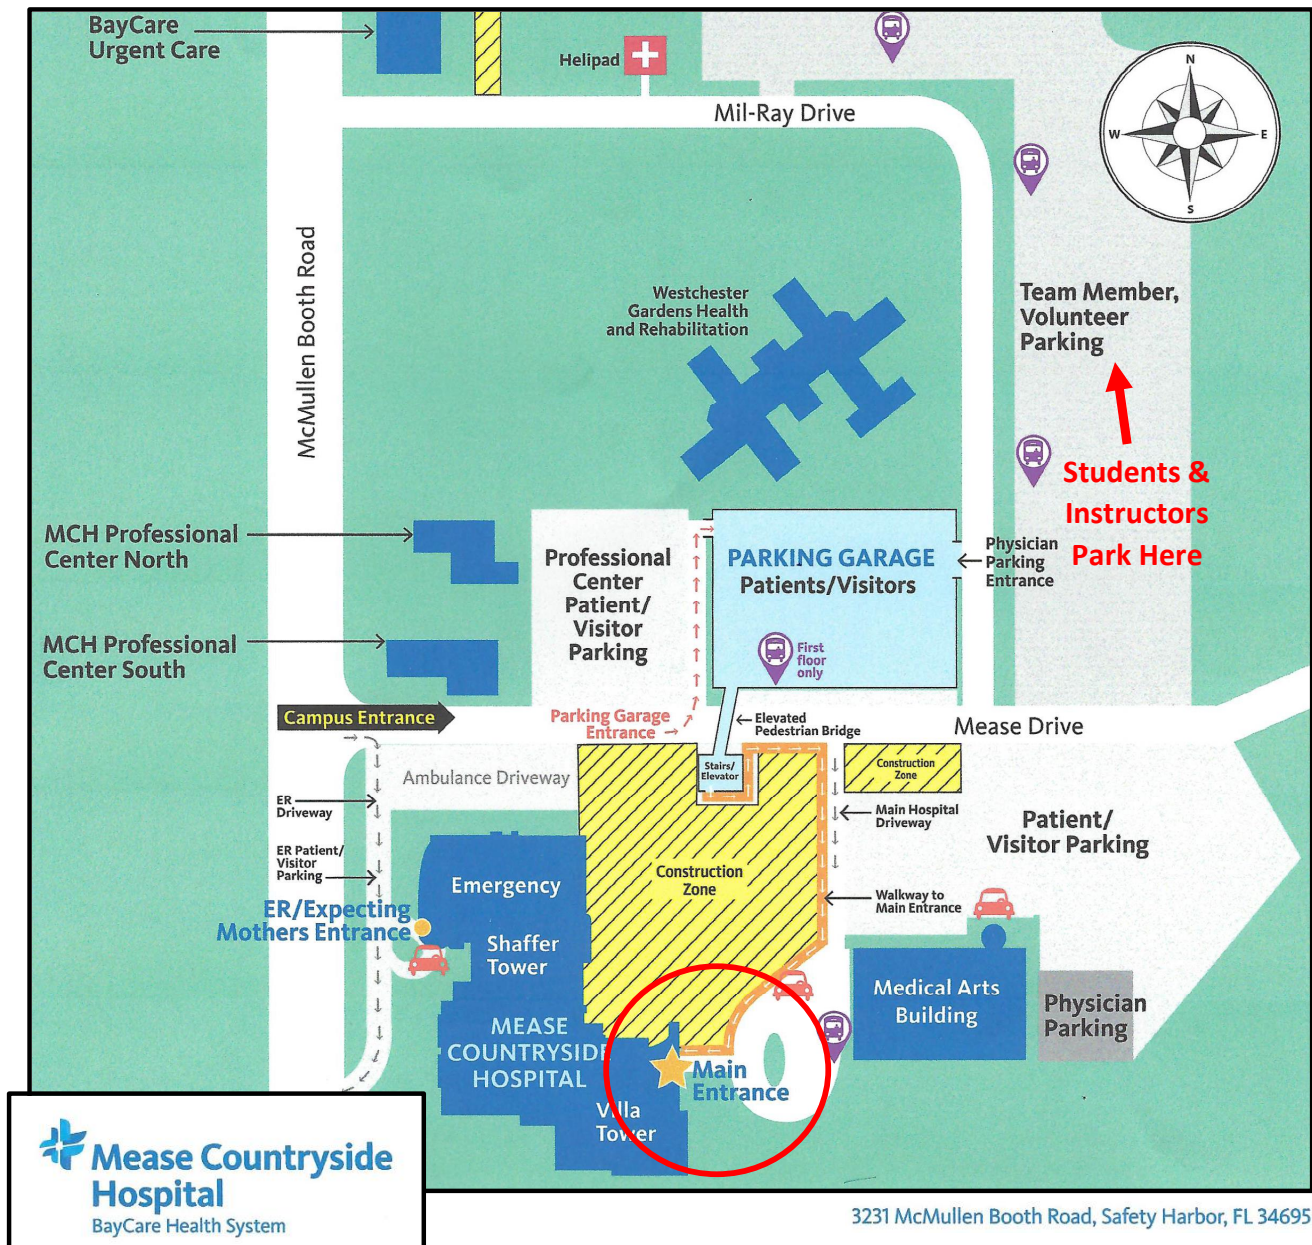 BayCare
Urgent Care
Helipad
Mil-Ray Drive
N
W
E
S
McMullen Booth Road
Westchester
Gardens Health
and Rehabilitation
Team Member,
Volunteer
Parking
Students &
Instructors
Park Here
MCH Professional
Center North
Professional
Center
Patient/
Visitor
Parking
PARKING GARAGE
Patients/Visitors
Physician
Parking
Entrance
MCH Professional
Center South
First
floor
only
Campus Entrance
Parking Garage
Entrance
Elevated
Pedestrian Bridge
Mease Drive
Ambulance Driveway
Stairs/
Elevator
Construction
Zone
ER
Driveway
Main Hospital
Driveway
Patient/
Visitor Parking
ER Patient/
Visitor
Parking
Emergency
Construction
Zone
Walkway to
Main Entrance
ER/Expecting
Mothers Entrance
Shaffer
Tower
Medical Arts
Building
Physician
Parking
MEASE
COUNTRYSIDE
HOSPITAL
Main
Entrance
Villa
Tower
Mease Countryside
Hospital
BayCare Health System
3231 McMullen Booth Road, Safety Harbor, FL 34695